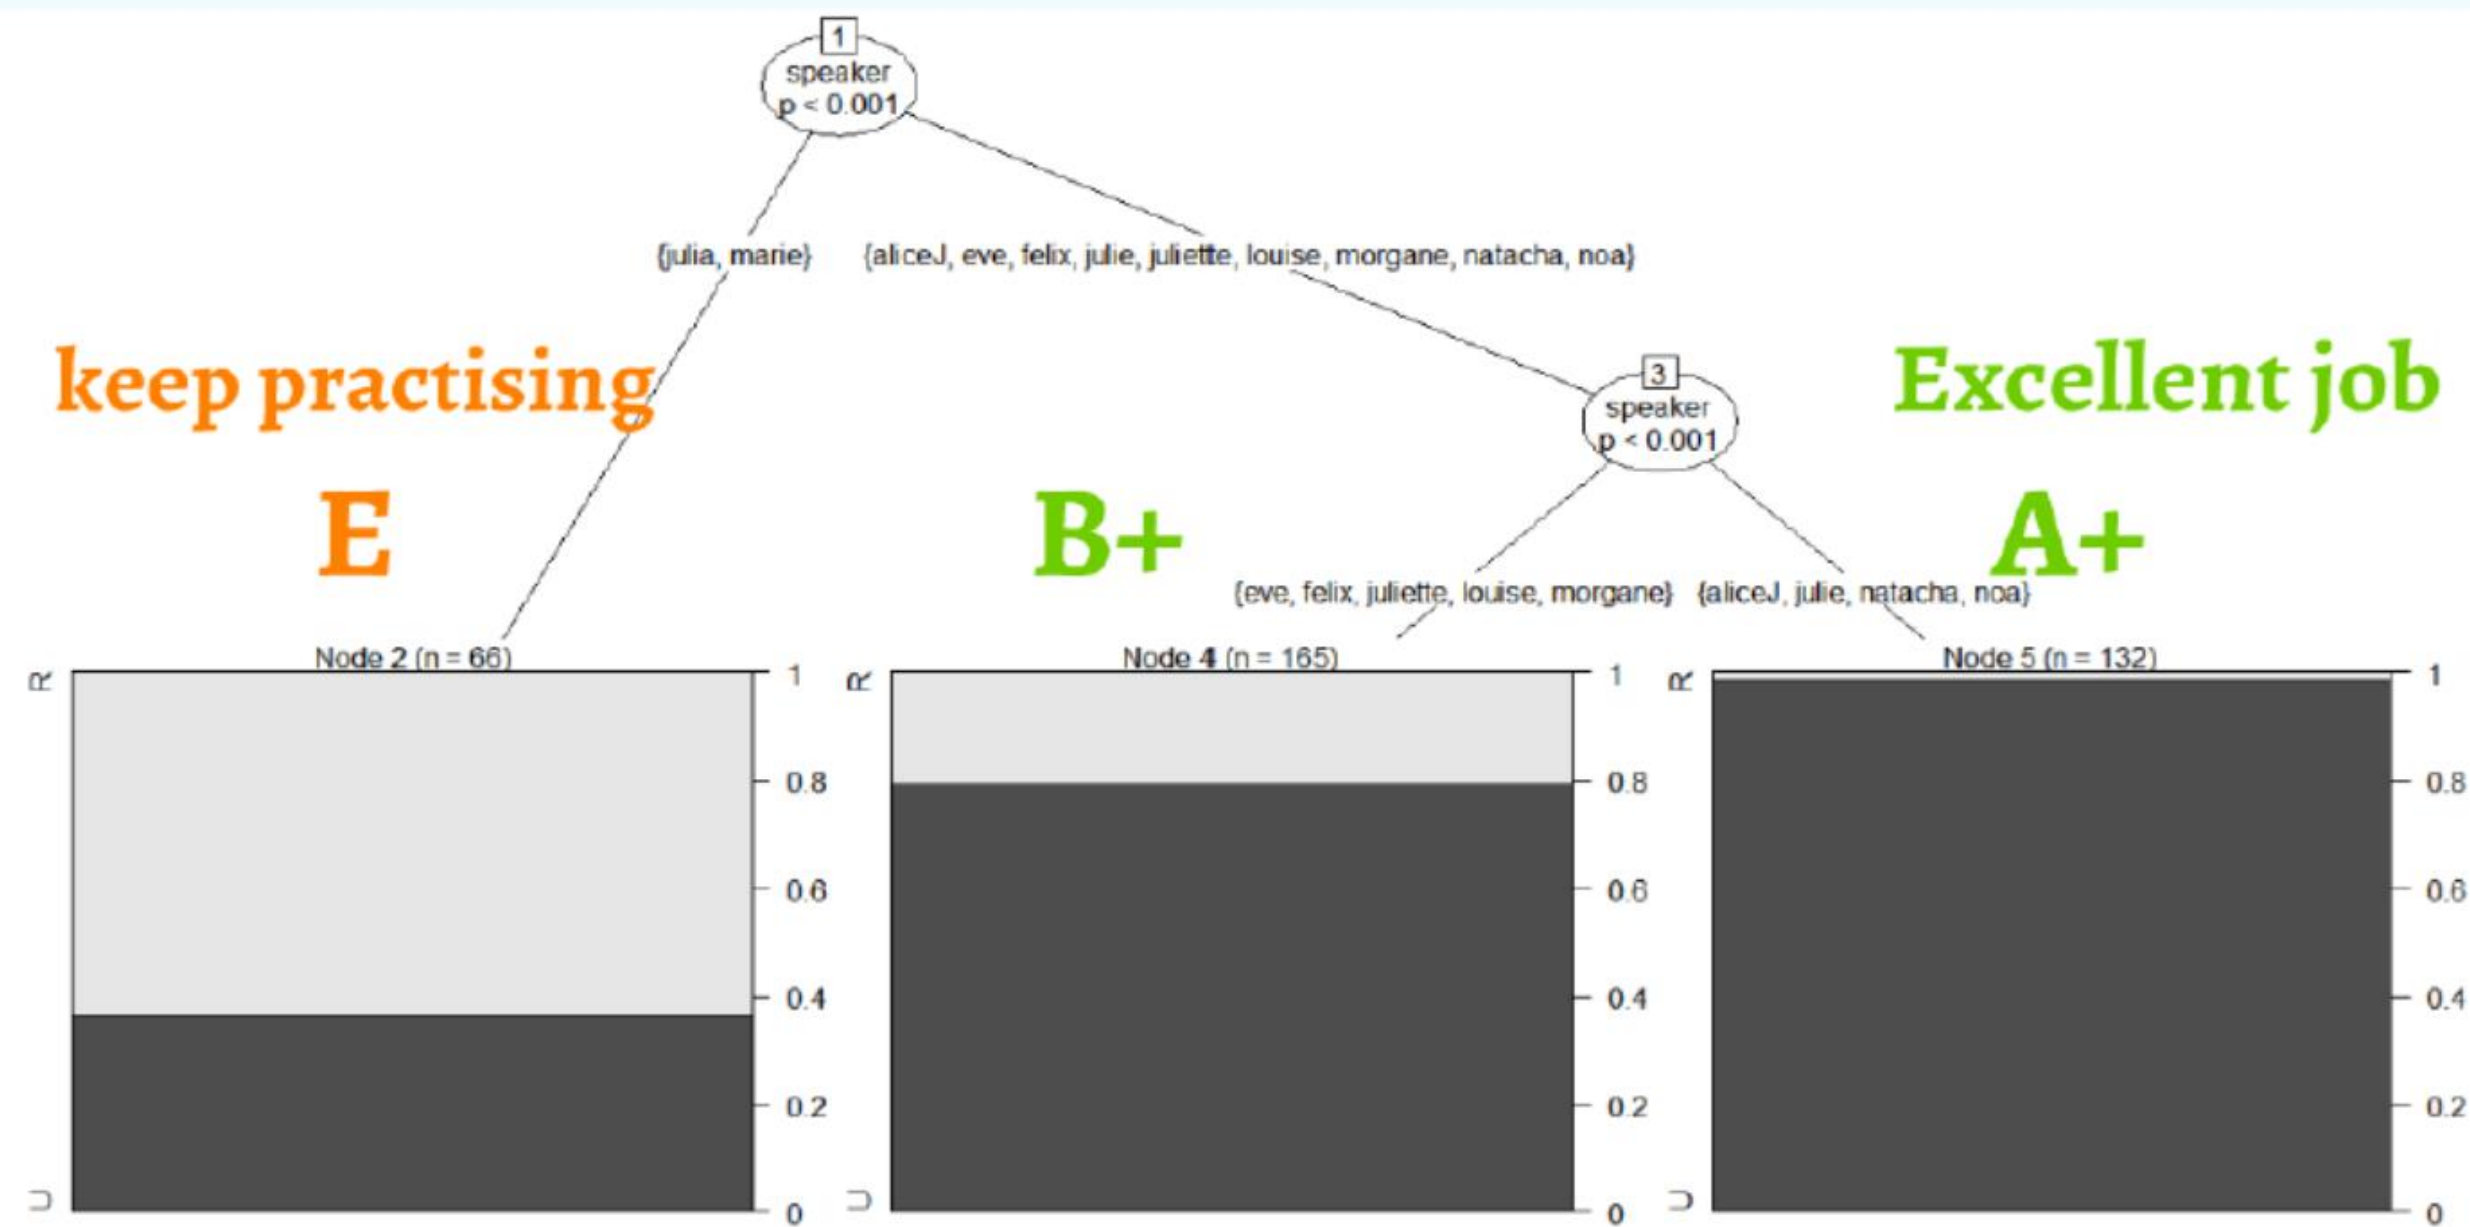 1
speaker
p < 0.001
{julia, marie} {aliceJ, eve, felix, julie, juliette, louise, morgane, natacha, noa}
keep practising
E
3
speaker
p < 0.001
Excellent job
B+
A+
{eve, felix, juliette, louise, morgane} {aliceJ, julie, natacha, noa}
Node 2 (n = 66)
R
U
1
0.8
0.6
0.4
0.2
0
Node 4 (n = 165)
R
U
1
0.8
0.6
0.4
0.2
0
Node 5 (n = 132)
R
U
1
0.8
0.6
0.4
0.2
0